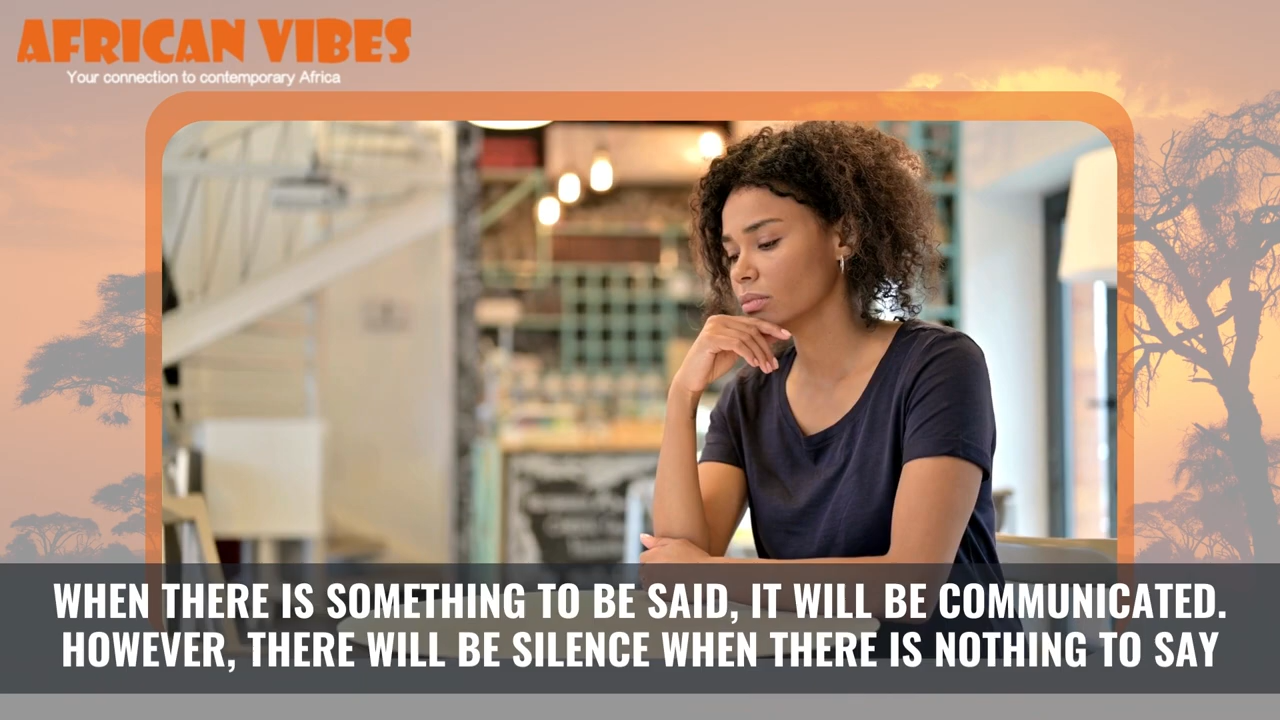 AFRICAN VIBES
Your connection to contemporary Africa
WHEN THERE IS SOMETHING TO BE SAID, IT WILL BE COMMUNICATED.
HOWEVER, THERE WILL BE SILENCE WHEN THERE IS NOTHING TO SAY